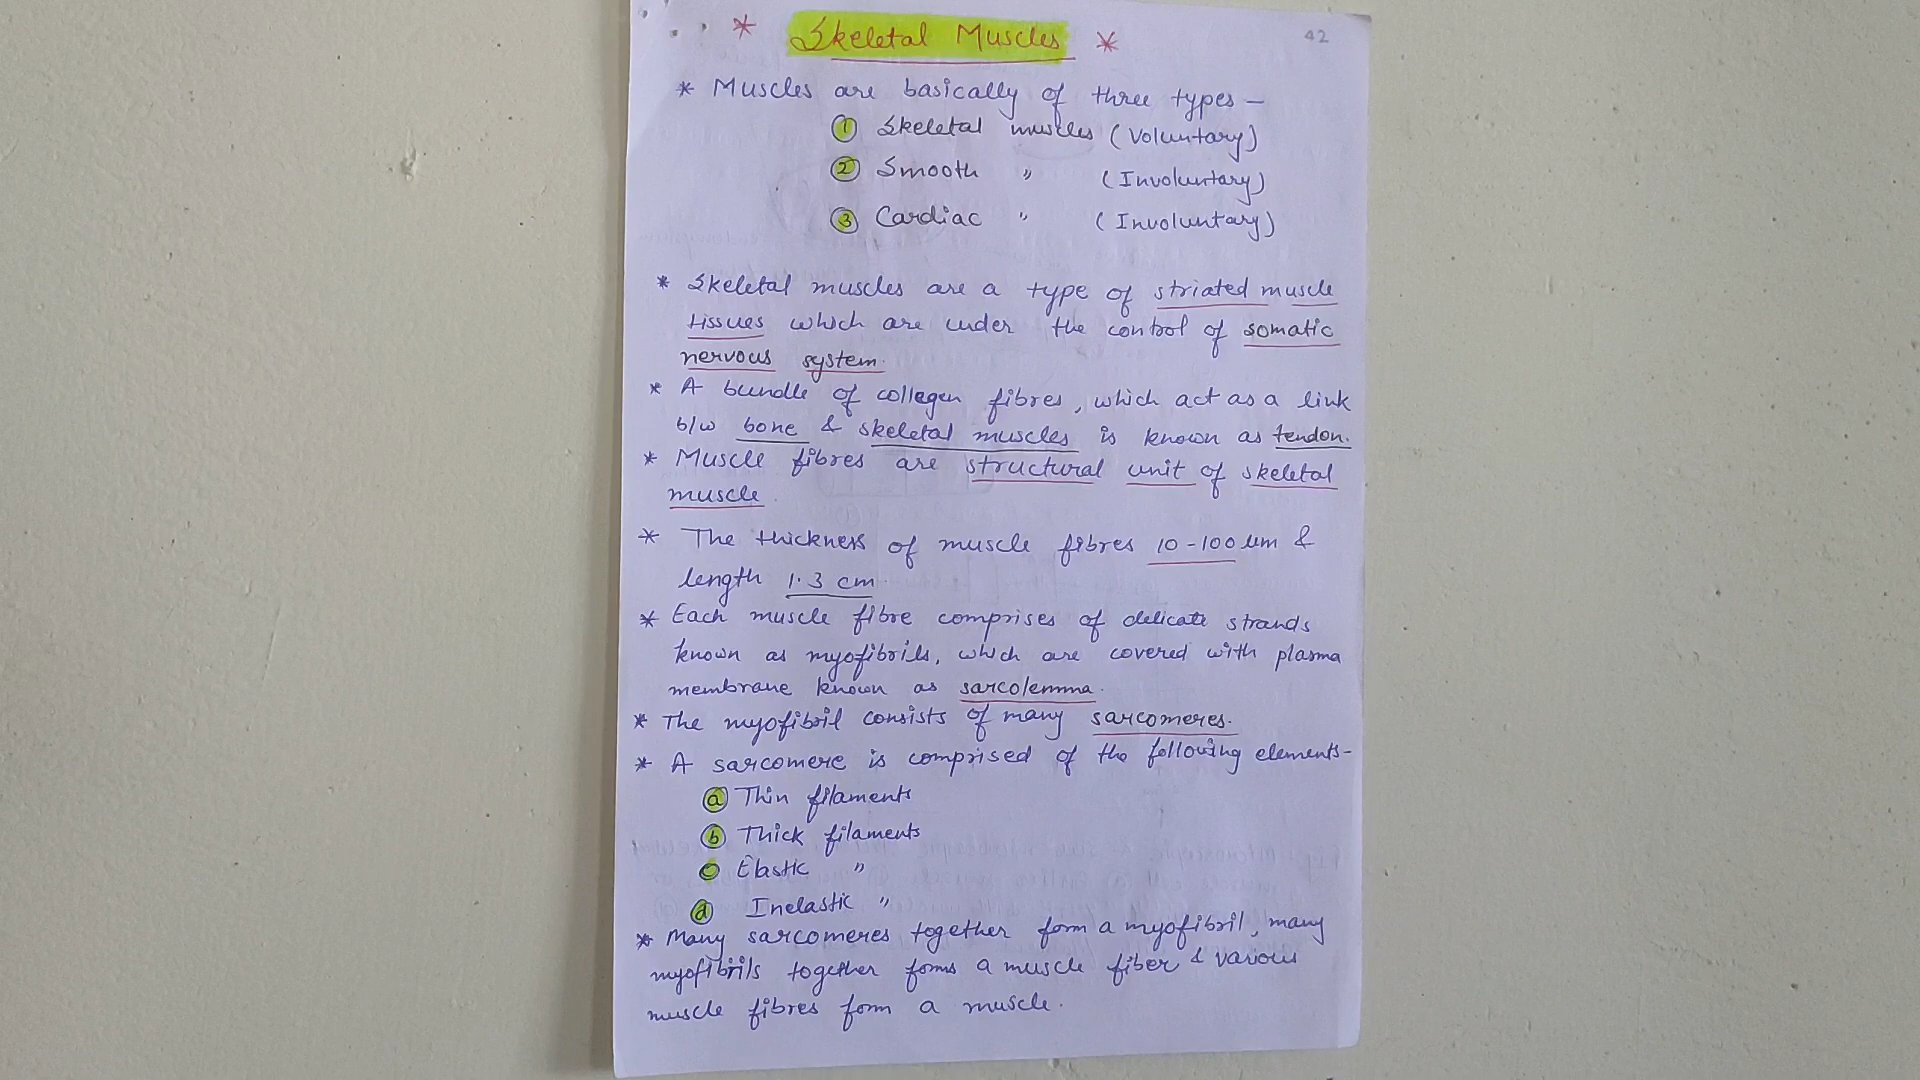 * Skeletal Muscles *
42
* Muscles are basically of three types -
1 Skeletal muscles (Voluntary)
2 Smooth " (Involuntary)
3 Cardiac " (Involuntary)
* Skeletal muscles are a type of striated muscle
tissues which are under the control of somatic
nervous system.
* A bundle of collagen fibres, which act as a link
b/w bone & skeletal muscles is known as tendon.
* Muscle fibres are structural unit of skeletal
muscle.
* The thickness of muscle fibres 10-100 µm &
length 1.3 cm.
* Each muscle fibre comprises of delicate strands
known as myofibrils, which are covered with plasma
membrane known as sarcolemma.
* The myofibril consists of many sarcomeres.
* A sarcomere is comprised of the following elements-
a Thin filaments
b Thick filaments
c Elastic "
d Inelastic "
* Many sarcomeres together form a myofibril, many
myofibrils together forms a muscle fiber & various
muscle fibres form a muscle.